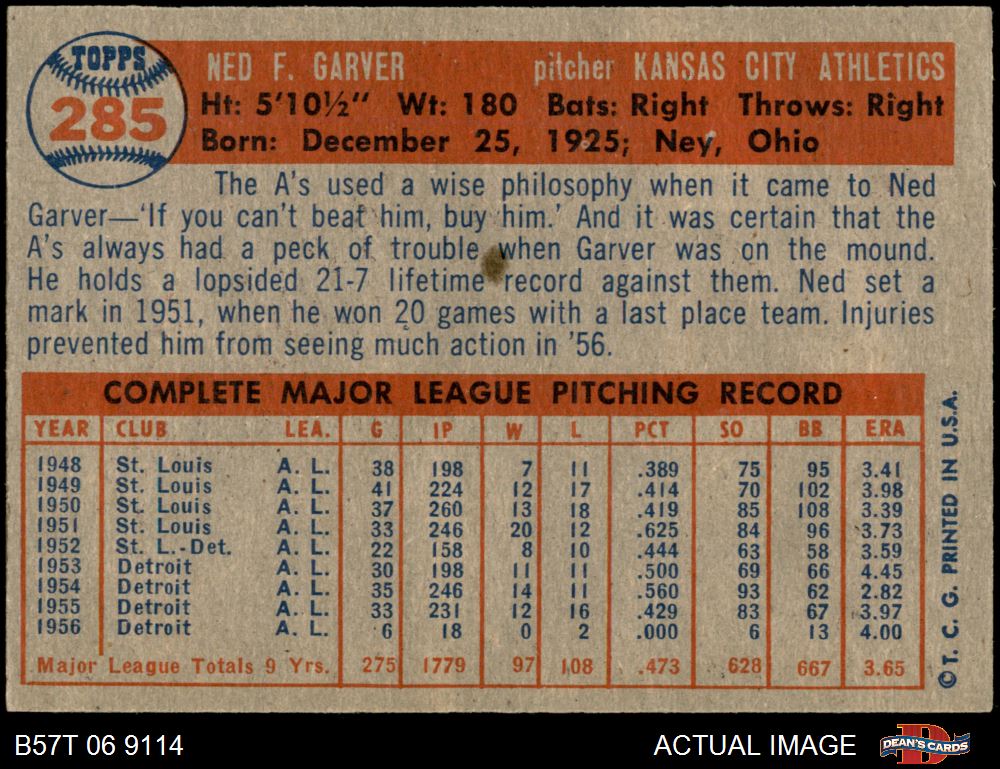 TOPPS
285
NED F. GARVER pitcher KANSAS CITY ATHLETICS
Ht: 5'10½" Wt: 180 Bats: Right Throws: Right
Born: December 25, 1925; Ney, Ohio
The A's used a wise philosophy when it came to Ned
Garver—'If you can't beat him, buy him.' And it was certain that the
A's always had a peck of trouble when Garver was on the mound.
He holds a lopsided 21-7 lifetime record against them. Ned set a
mark in 1951, when he won 20 games with a last place team. Injuries
prevented him from seeing much action in '56.
COMPLETE MAJOR LEAGUE PITCHING RECORD
YEAR CLUB LEA. G IP W L PCT SO BB ERA
1948 St. Louis A. L. 38 198 7 11 .389 75 95 3.41
1949 St. Louis A. L. 41 224 12 17 .414 70 102 3.98
1950 St. Louis A. L. 37 260 13 18 .419 85 108 3.39
1951 St. Louis A. L. 33 246 20 12 .625 84 96 3.73
1952 St. L.-Det. A. L. 22 158 8 10 .444 63 58 3.59
1953 Detroit A. L. 30 198 11 11 .500 69 66 4.45
1954 Detroit A. L. 35 246 14 11 .560 93 62 2.82
1955 Detroit A. L. 33 231 12 16 .429 83 67 3.97
1956 Detroit A. L. 6 18 0 2 .000 6 13 4.00
Major League Totals 9 Yrs. 275 1779 97 108 .473 628 667 3.65
© T. C. G. PRINTED IN U.S.A.
B57T 06 9114
ACTUAL IMAGE
DEAN'S CARDS